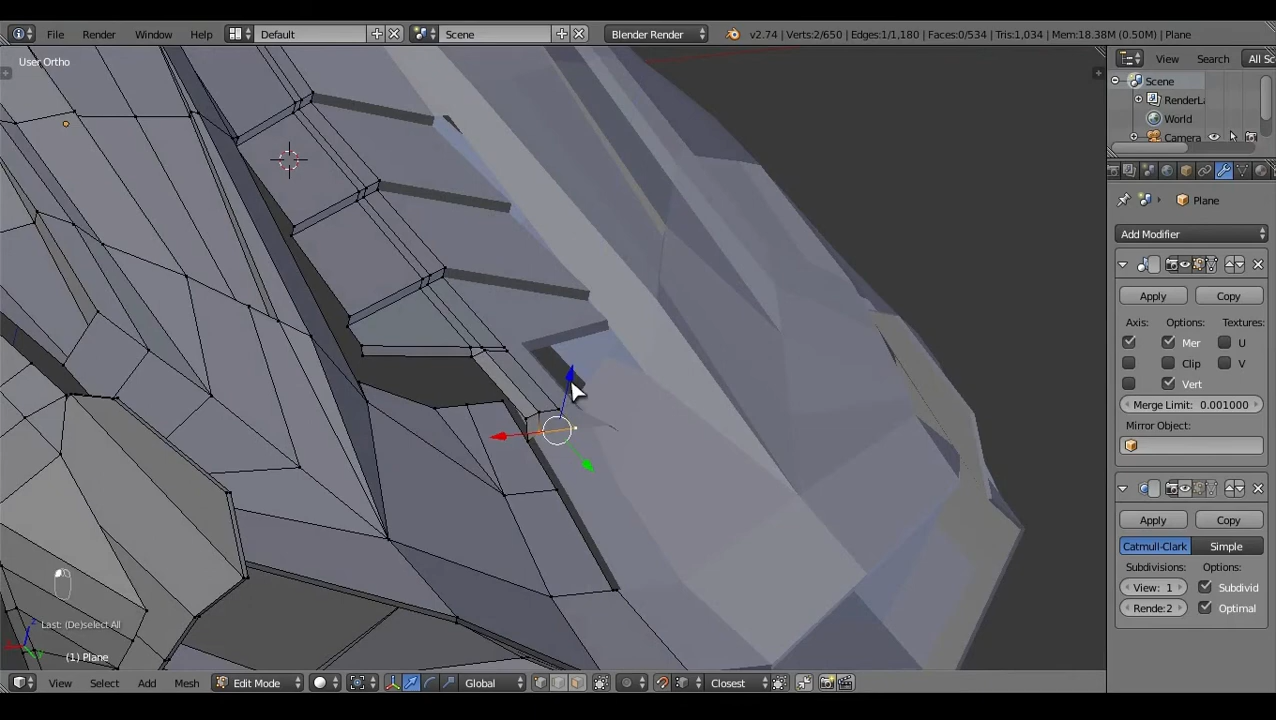 File Render Window Help Default Scene Blender Render v2.74 | Verts:2/650 | Edges:1/1,180 | Faces:0/534 | Tris:1,034 | Mem:18.38M (0.50M) | Plane
User Ortho
View Search All Sc
Scene
RenderLa
World
Camera
Plane
Add Modifier
Apply Copy
Axis: Options: Textures:
Mer U
Clip V
Vert
Merge Limit: 0.001000
Mirror Object:
Apply Copy
Catmull-Clark Simple
Subdivisions: Options:
View: 1 Subdivid
Rende:2 Optimal
Last: (De)select All
(1) Plane
View Select Add Mesh Edit Mode Global Closest